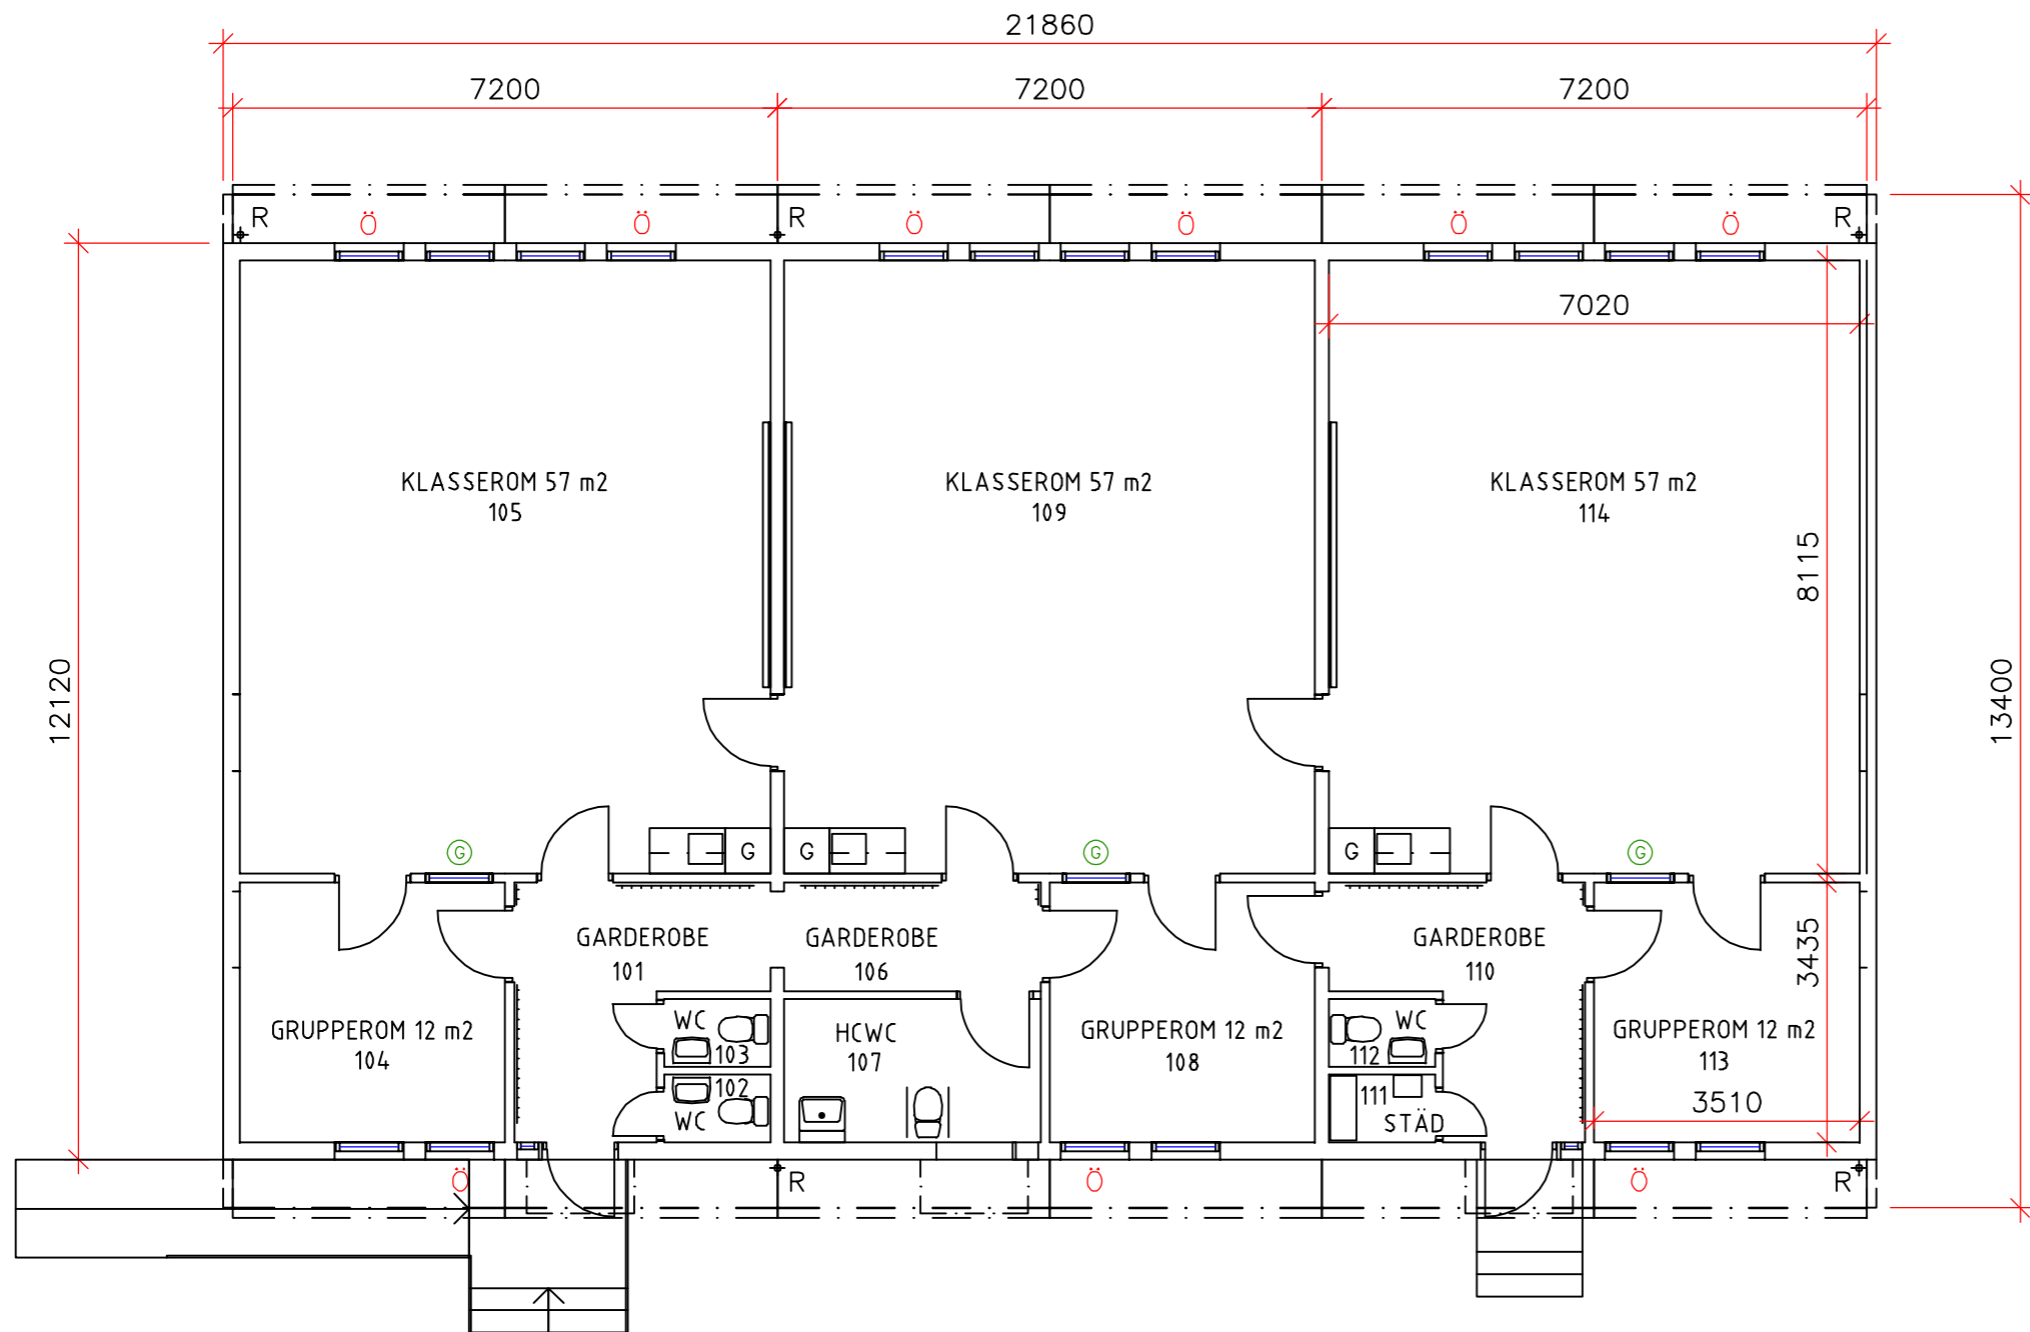 21860
7200 7200 7200
R Ö Ö R Ö Ö Ö Ö R
7020
KLASSEROM 57 m2 KLASSEROM 57 m2 KLASSEROM 57 m2
105 109 114
8115
12120
13400
G G G G G G
GARDEROBE GARDEROBE GARDEROBE
101 106 110
3435
GRUPPEROM 12 m2 WC HCWC GRUPPEROM 12 m2 WC GRUPPEROM 12 m2
104 103 107 108 112 113
102 111 3510
WC STÄD
Ö R Ö Ö R